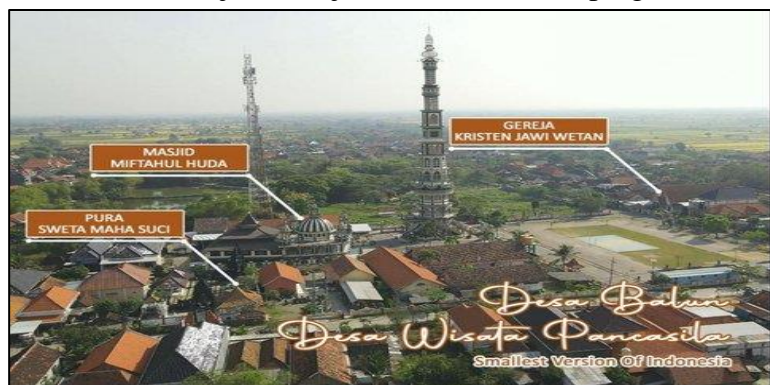 GEREJA
KRISTEN JAWI WETAN
MASJID
MIFTAHUL HUDA
PURA
SWETA MAHA SUCI
Desa Balun
Desa Wisata Pancasila
Smallest Version Of Indonesia